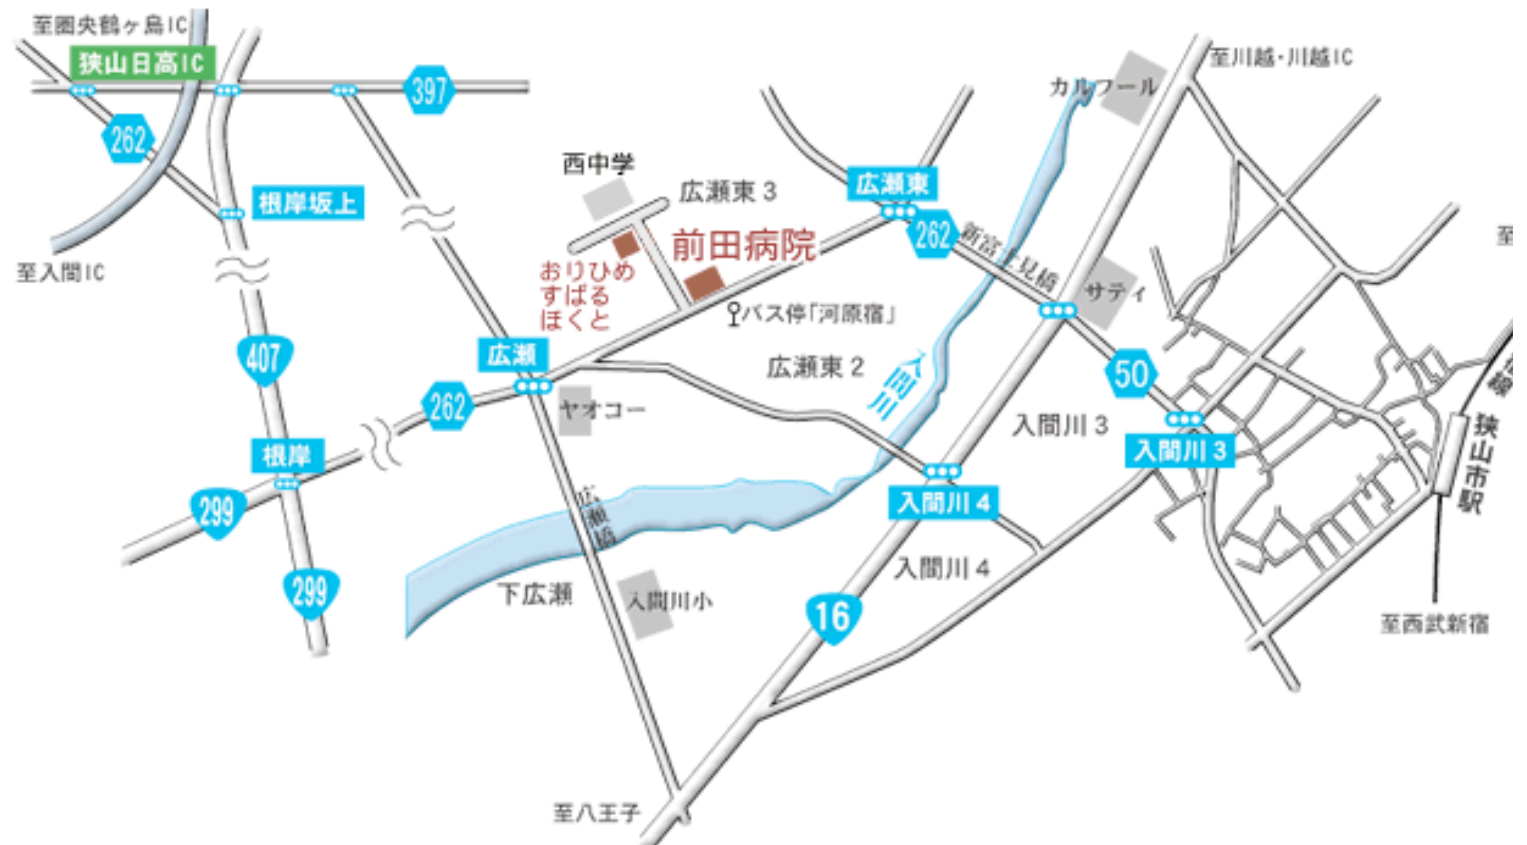 至圏央鶴ヶ島IC
狭山日高IC
397
262
根岸坂上
至入間IC
407
299
根岸
299
262
西中学
広瀬東3
前田病院
おりひめ
すばる
ほくと
バス停「河原宿」
広瀬
ヤオコー
広瀬東2
広瀬東
262
新富士見橋
カルフール
至川越・川越IC
サティ
50
入間川
入間川3
入間川3
入間川4
入間川4
広瀬橋
下広瀬
入間川小
16
至八王子
至
線
狭山市駅
至西武新宿